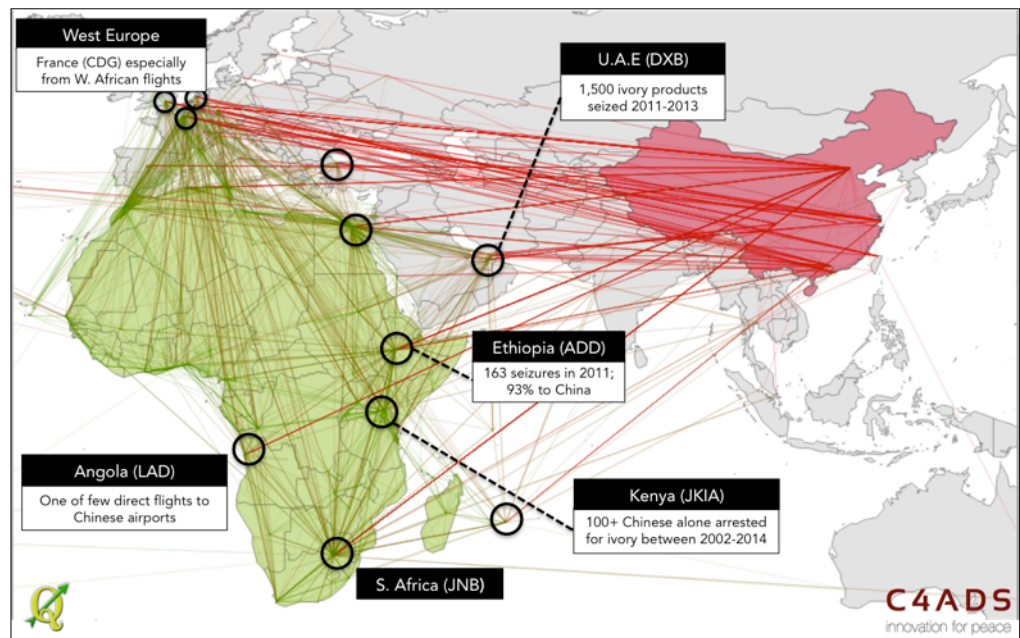 West Europe
France (CDG) especially
from W. African flights
U.A.E (DXB)
1,500 ivory products
seized 2011-2013
Ethiopia (ADD)
163 seizures in 2011;
93% to China
Angola (LAD)
One of few direct flights to
Chinese airports
Kenya (JKIA)
100+ Chinese alone arrested
for ivory between 2002-2014
S. Africa (JNB)
C4ADS
innovation for peace